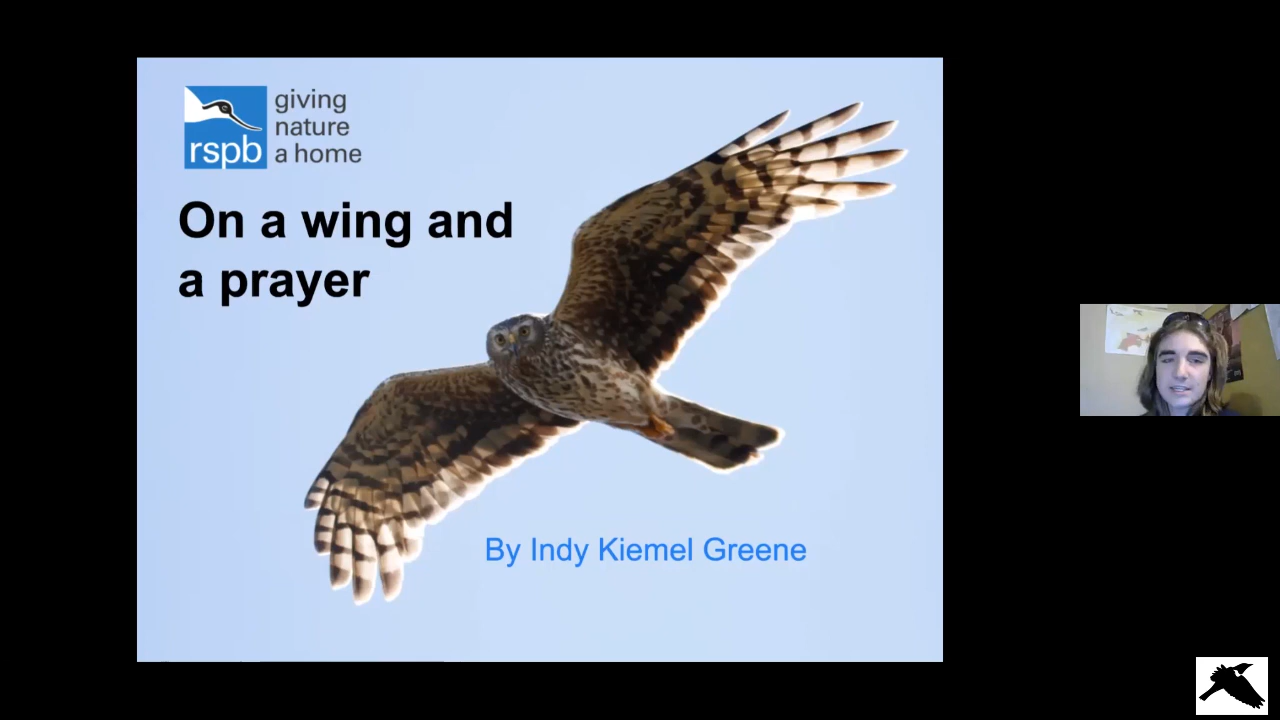 giving
nature
rspb a home
On a wing and
a prayer
By Indy Kiemel Greene